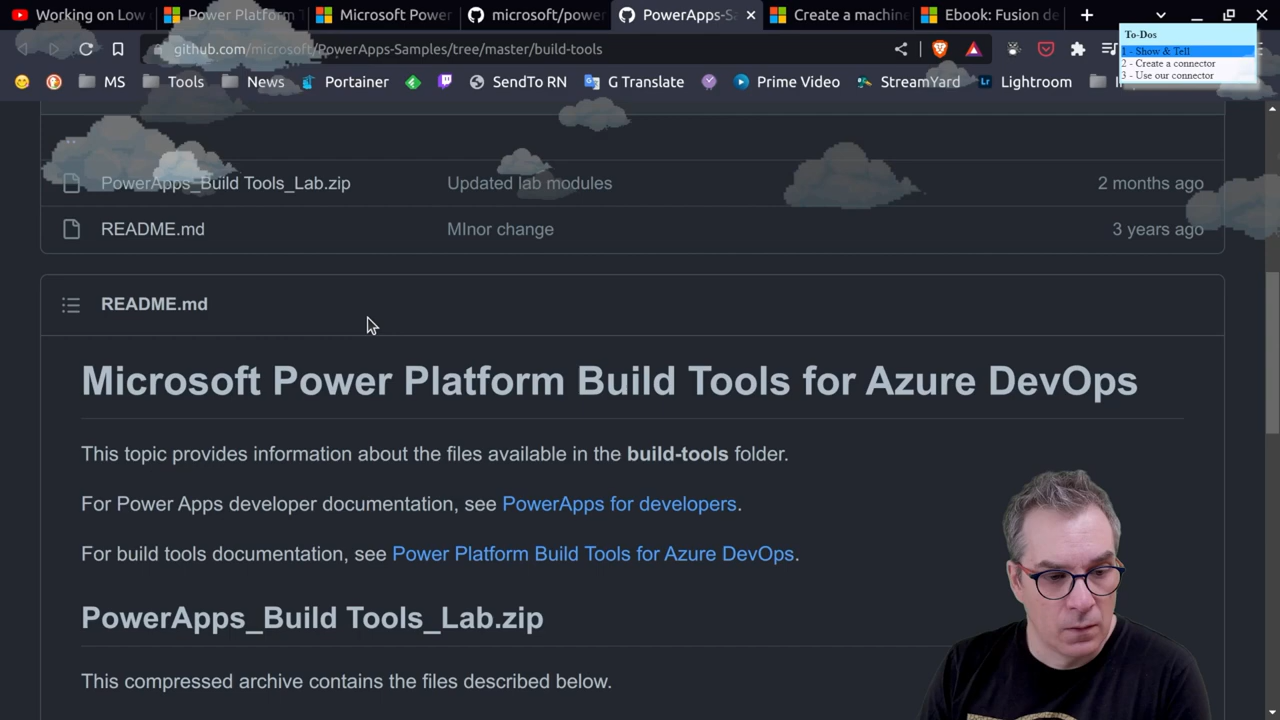 Working on Low
Power Platform T
Microsoft Power
microsoft/power
PowerApps-Sa
Create a machine
Ebook: Fusion de
github.com/microsoft/PowerApps-Samples/tree/master/build-tools
To-Dos
1 - Show & Tell
2 - Create a connector
3 - Use our connector
MS
Tools
News
Portainer
SendTo RN
G Translate
Prime Video
StreamYard
Lr Lightroom
..
PowerApps_Build Tools_Lab.zip Updated lab modules 2 months ago
README.md MInor change 3 years ago
README.md
Microsoft Power Platform Build Tools for Azure DevOps
This topic provides information about the files available in the build-tools folder.
For Power Apps developer documentation, see PowerApps for developers.
For build tools documentation, see Power Platform Build Tools for Azure DevOps.
PowerApps_Build Tools_Lab.zip
This compressed archive contains the files described below.